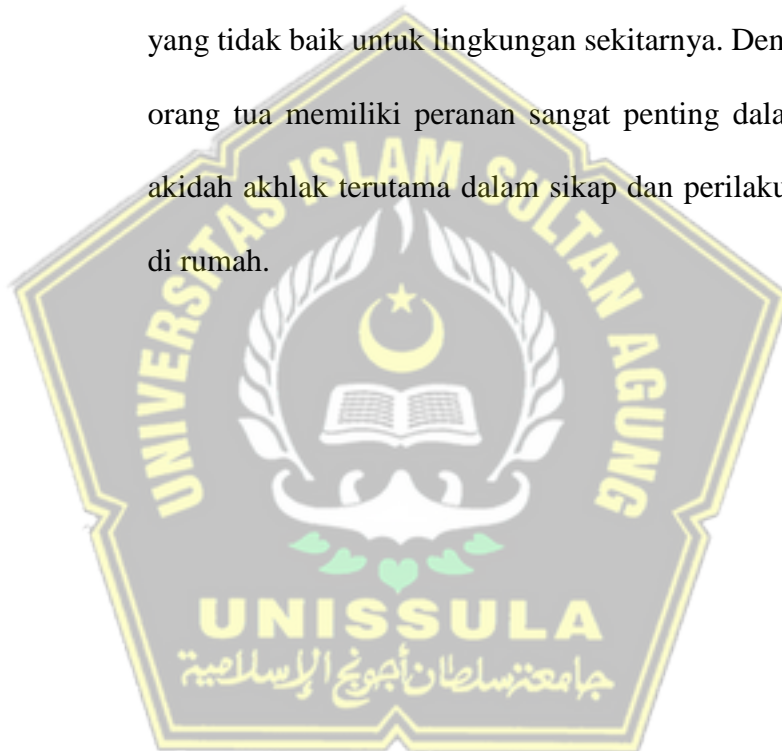 yang tidak baik untuk lingkungan sekitarnya. Den
orang tua memiliki peranan sangat penting dala
akidah akhlak terutama dalam sikap dan perilaku
di rumah.
UNIVERSITAS ISLAM SULTAN AGUNG
UNISSULA
جامعة سلطان أجونج الإسلامية